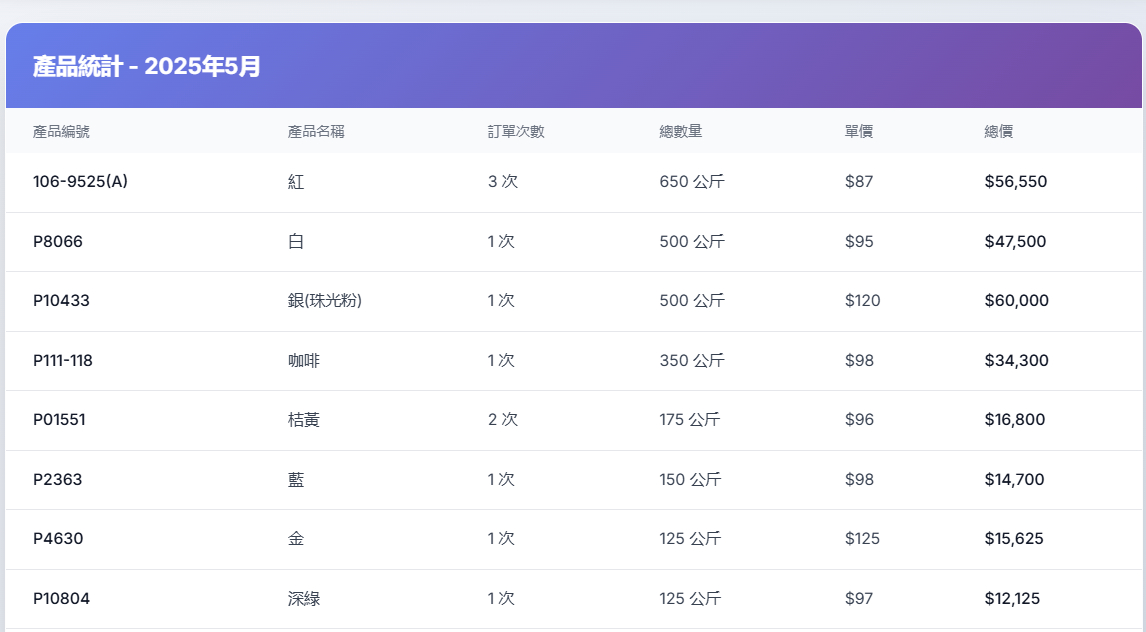 產品統計 - 2025年5月
產品編號 產品名稱 訂單次數 總數量 單價 總價
106-9525(A) 紅 3 次 650 公斤 $87 $56,550
P8066 白 1 次 500 公斤 $95 $47,500
P10433 銀(珠光粉) 1 次 500 公斤 $120 $60,000
P111-118 咖啡 1 次 350 公斤 $98 $34,300
P01551 桔黃 2 次 175 公斤 $96 $16,800
P2363 藍 1 次 150 公斤 $98 $14,700
P4630 金 1 次 125 公斤 $125 $15,625
P10804 深綠 1 次 125 公斤 $97 $12,125